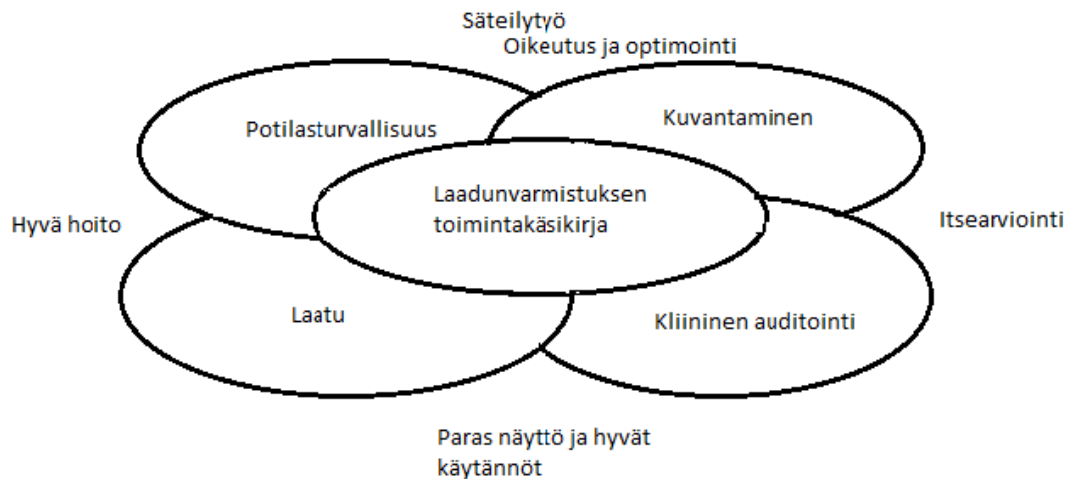 Säteilytyö
Oikeutus ja optimointi
Potilasturvallisuus
Kuvantaminen
Laadunvarmistuksen
toimintakäsikirja
Hyvä hoito
Itsearviointi
Laatu
Kliininen auditointi
Paras näyttö ja hyvät
käytännöt